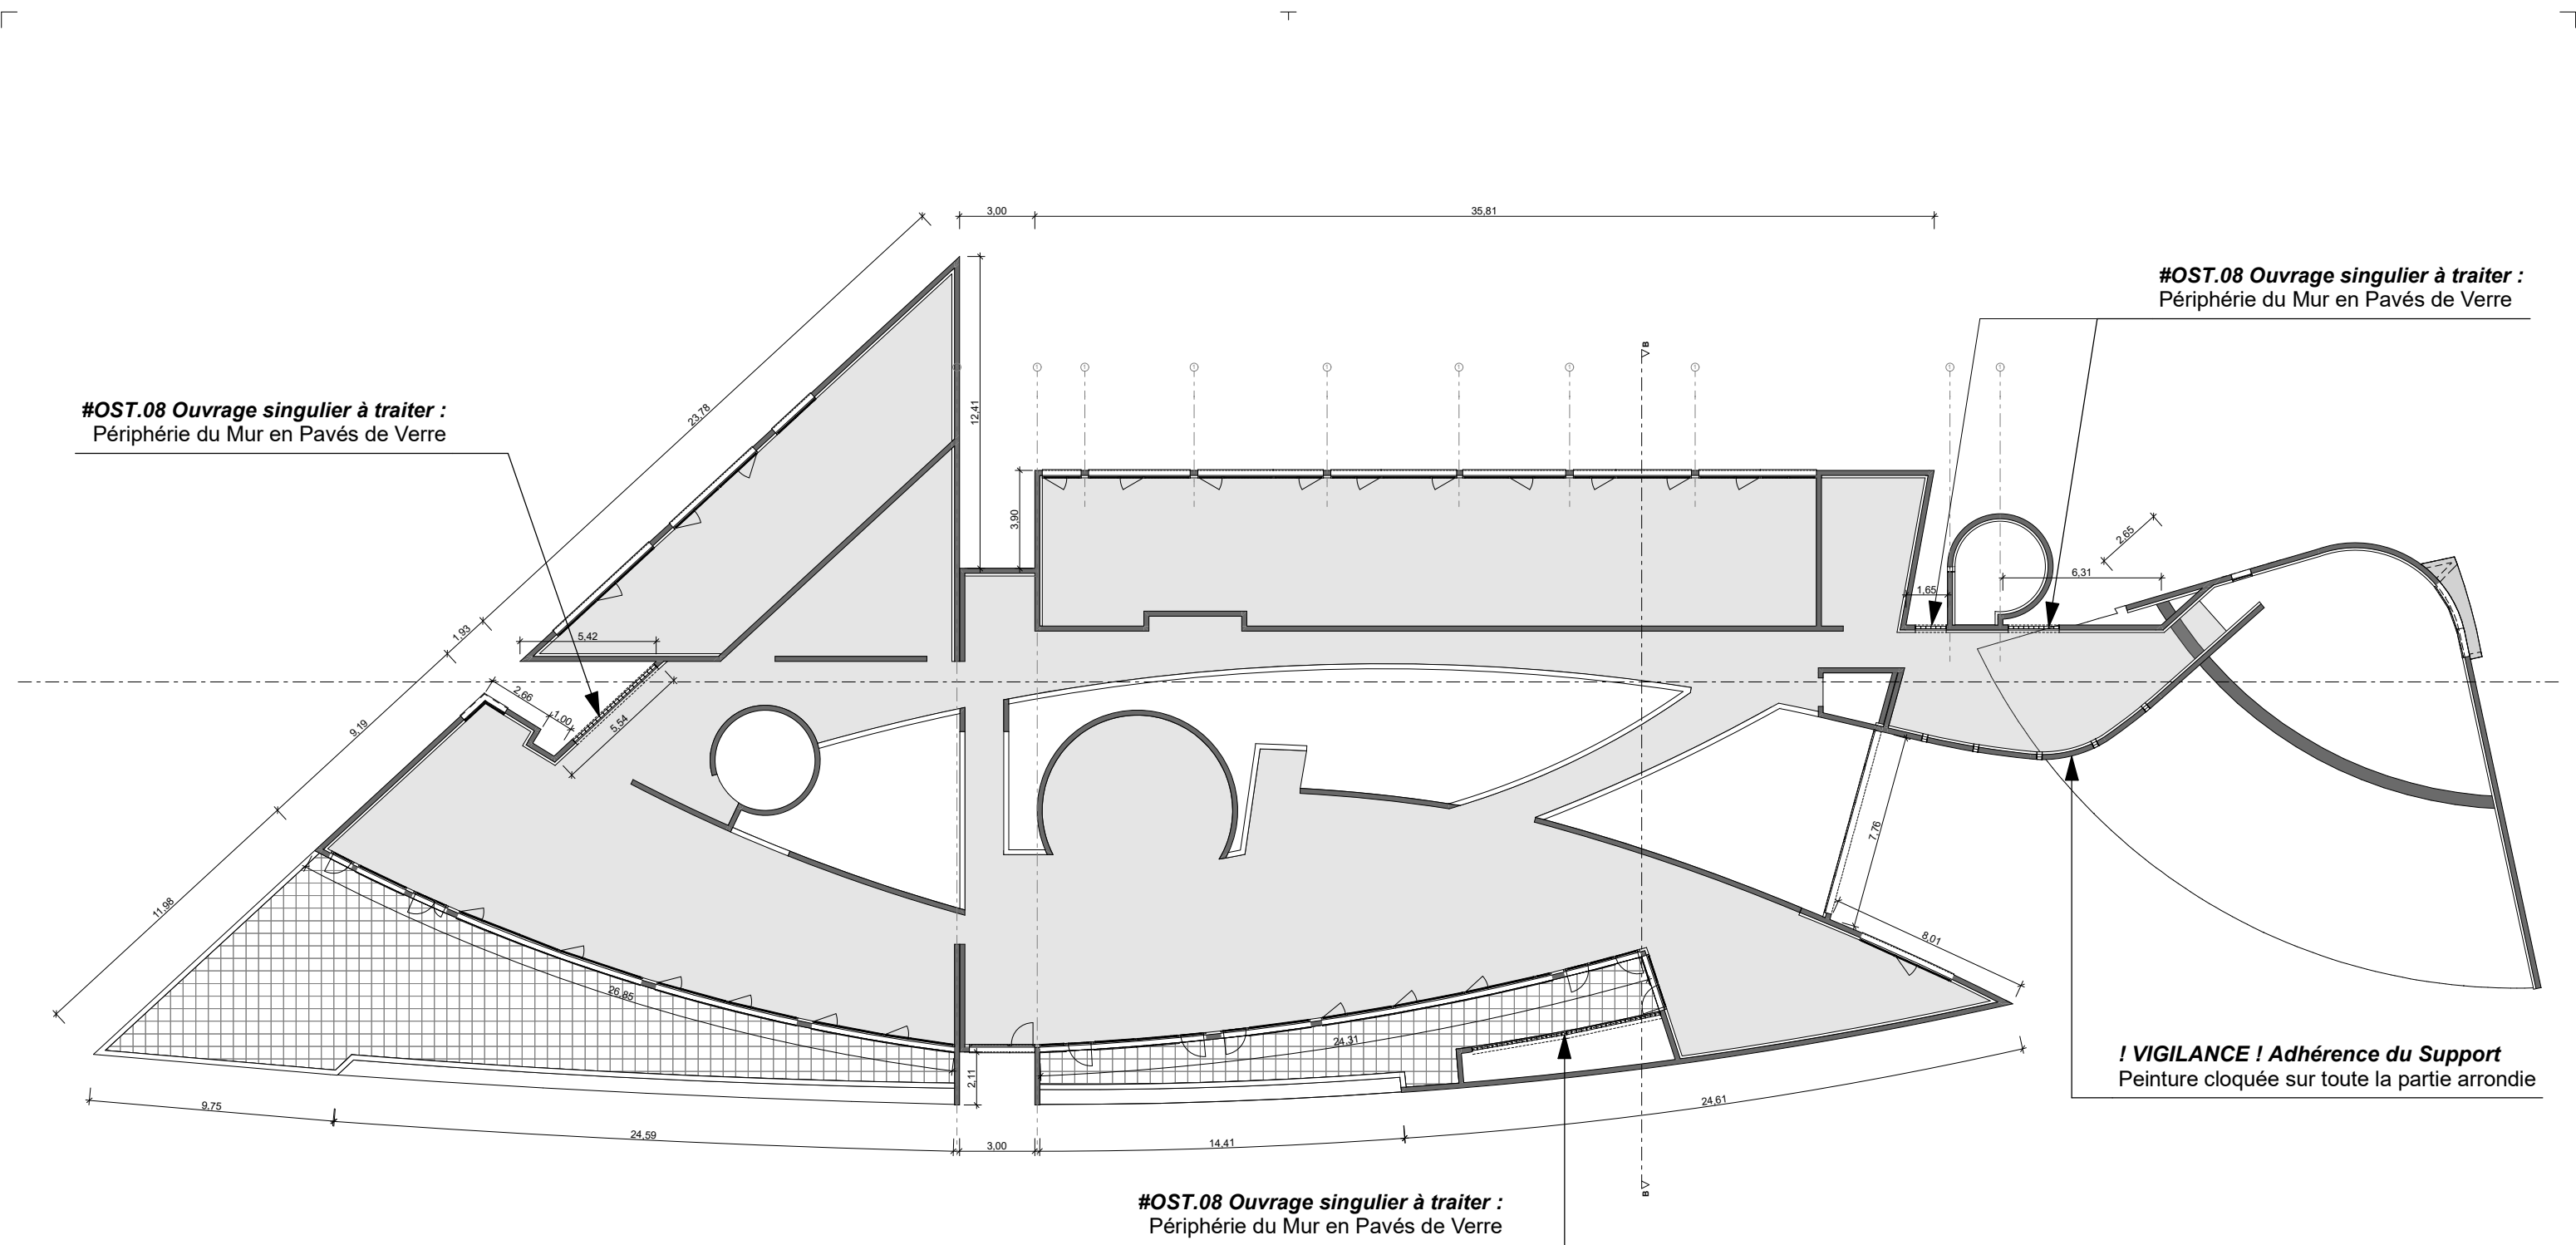 3,00
35,81
#OST.08 Ouvrage singulier à traiter :
Périphérie du Mur en Pavés de Verre
B
#OST.08 Ouvrage singulier à traiter :
Périphérie du Mur en Pavés de Verre
23,78
12,41
3,90
2,65
6,31
1,65
1,93
5,42
2,66
1,00
5,54
9,19
7,76
11,98
8,01
26,85
24,31
2,11
! VIGILANCE ! Adhérence du Support
Peinture cloquée sur toute la partie arrondie
9,75
24,61
24,59
3,00
14,41
B
#OST.08 Ouvrage singulier à traiter :
Périphérie du Mur en Pavés de Verre